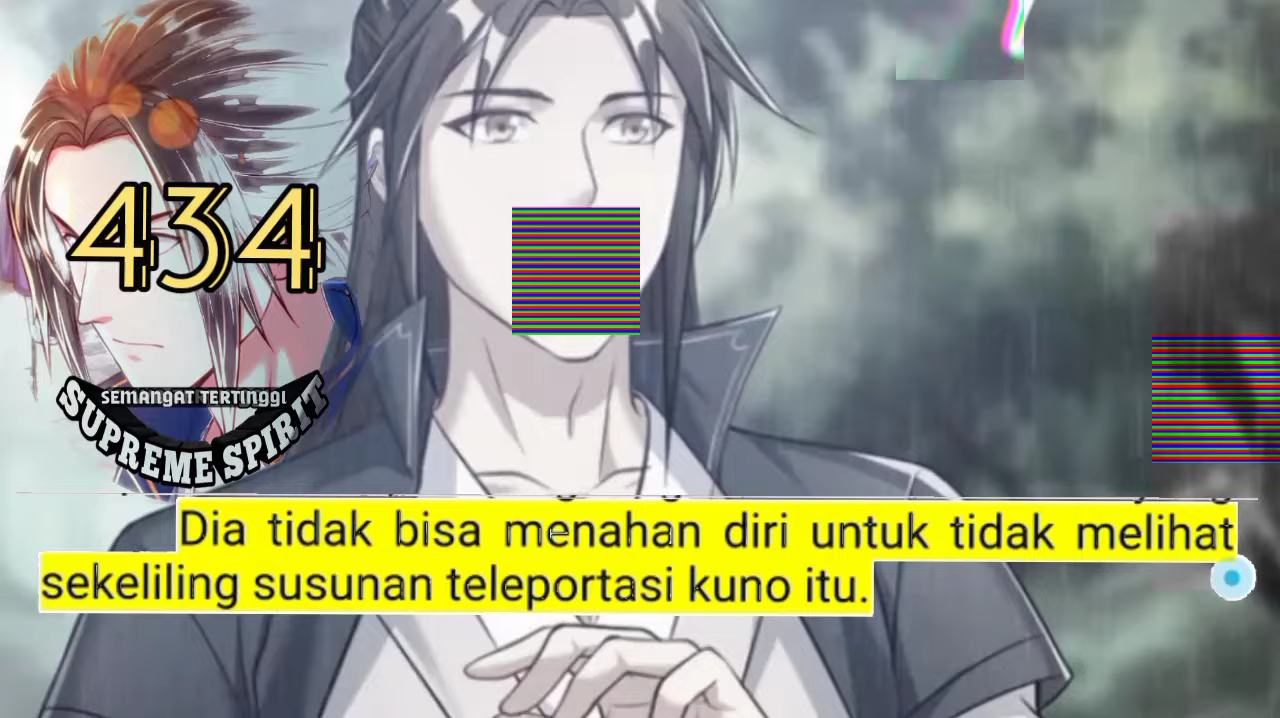 434
SEMANGAT TERTINGGI
SUPREME SPIRIT
Dia tidak bisa menahan diri untuk tidak melihat
sekeliling susunan teleportasi kuno itu.